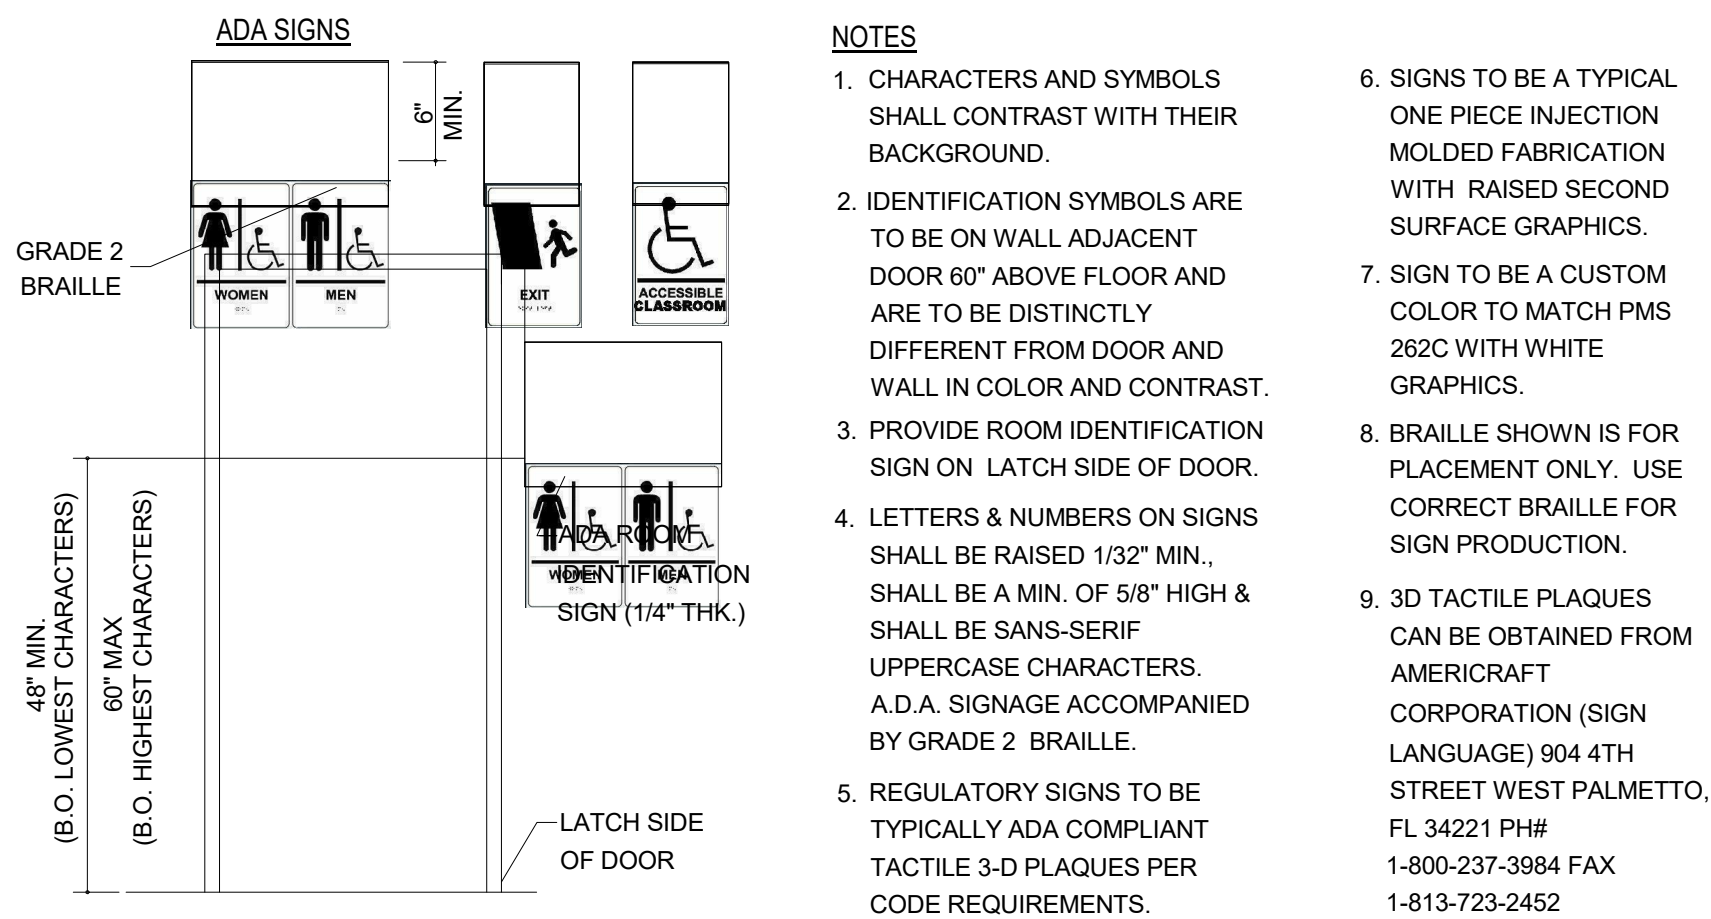 ADA SIGNS
6"
MIN.
GRADE 2
BRAILLE
WOMEN
MEN
EXIT
ACCESSIBLE
CLASSROOM
WOMEN
MEN
ADA ROOM
IDENTIFICATION
SIGN (1/4" THK.)
48" MIN.
(B.O. LOWEST CHARACTERS)
60" MAX
(B.O. HIGHEST CHARACTERS)
LATCH SIDE
OF DOOR
NOTES
1. CHARACTERS AND SYMBOLS
SHALL CONTRAST WITH THEIR
BACKGROUND.
2. IDENTIFICATION SYMBOLS ARE
TO BE ON WALL ADJACENT
DOOR 60" ABOVE FLOOR AND
ARE TO BE DISTINCTLY
DIFFERENT FROM DOOR AND
WALL IN COLOR AND CONTRAST.
3. PROVIDE ROOM IDENTIFICATION
SIGN ON LATCH SIDE OF DOOR.
4. LETTERS & NUMBERS ON SIGNS
SHALL BE RAISED 1/32" MIN.,
SHALL BE A MIN. OF 5/8" HIGH &
SHALL BE SANS-SERIF
UPPERCASE CHARACTERS.
A.D.A. SIGNAGE ACCOMPANIED
BY GRADE 2 BRAILLE.
5. REGULATORY SIGNS TO BE
TYPICALLY ADA COMPLIANT
TACTILE 3-D PLAQUES PER
CODE REQUIREMENTS.
6. SIGNS TO BE A TYPICAL
ONE PIECE INJECTION
MOLDED FABRICATION
WITH RAISED SECOND
SURFACE GRAPHICS.
7. SIGN TO BE A CUSTOM
COLOR TO MATCH PMS
262C WITH WHITE
GRAPHICS.
8. BRAILLE SHOWN IS FOR
PLACEMENT ONLY. USE
CORRECT BRAILLE FOR
SIGN PRODUCTION.
9. 3D TACTILE PLAQUES
CAN BE OBTAINED FROM
AMERICRAFT
CORPORATION (SIGN
LANGUAGE) 904 4TH
STREET WEST PALMETTO,
FL 34221 PH#
1-800-237-3984 FAX
1-813-723-2452